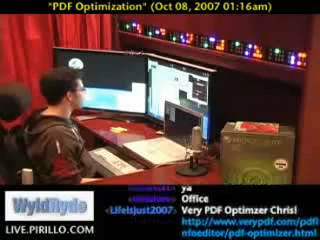 "PDF Optimization" (Oct 08, 2007 01:16am)
ya
Office
<LifeIsJust2007> Very PDF Optimzer Chris!
http://www.verypdf.com/pdfi
nfoeditor/pdf-optimizer.html
WyldRyde
LIVE.PIRILLO.COM